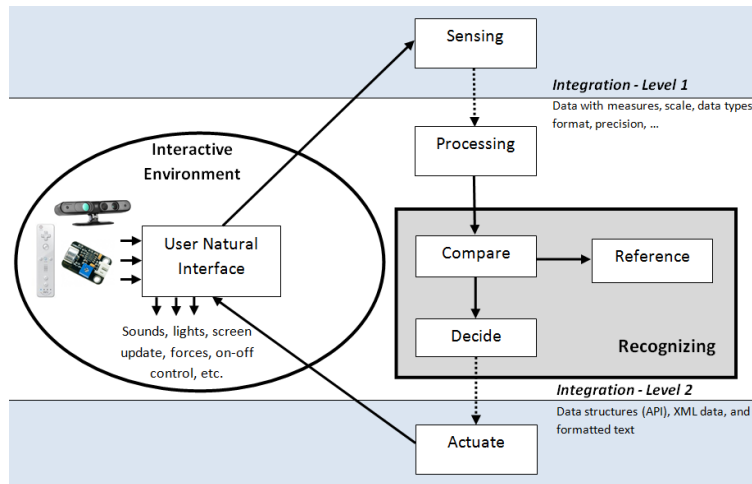 Sensing
Integration - Level 1
Data with measures, scale, data types
format, precision, ...
Processing
Interactive
Environment
User Natural
Interface
Compare
Reference
Sounds, lights, screen
update, forces, on-off
control, etc.
Decide
Recognizing
Integration - Level 2
Data structures (API), XML data, and
formatted text
Actuate